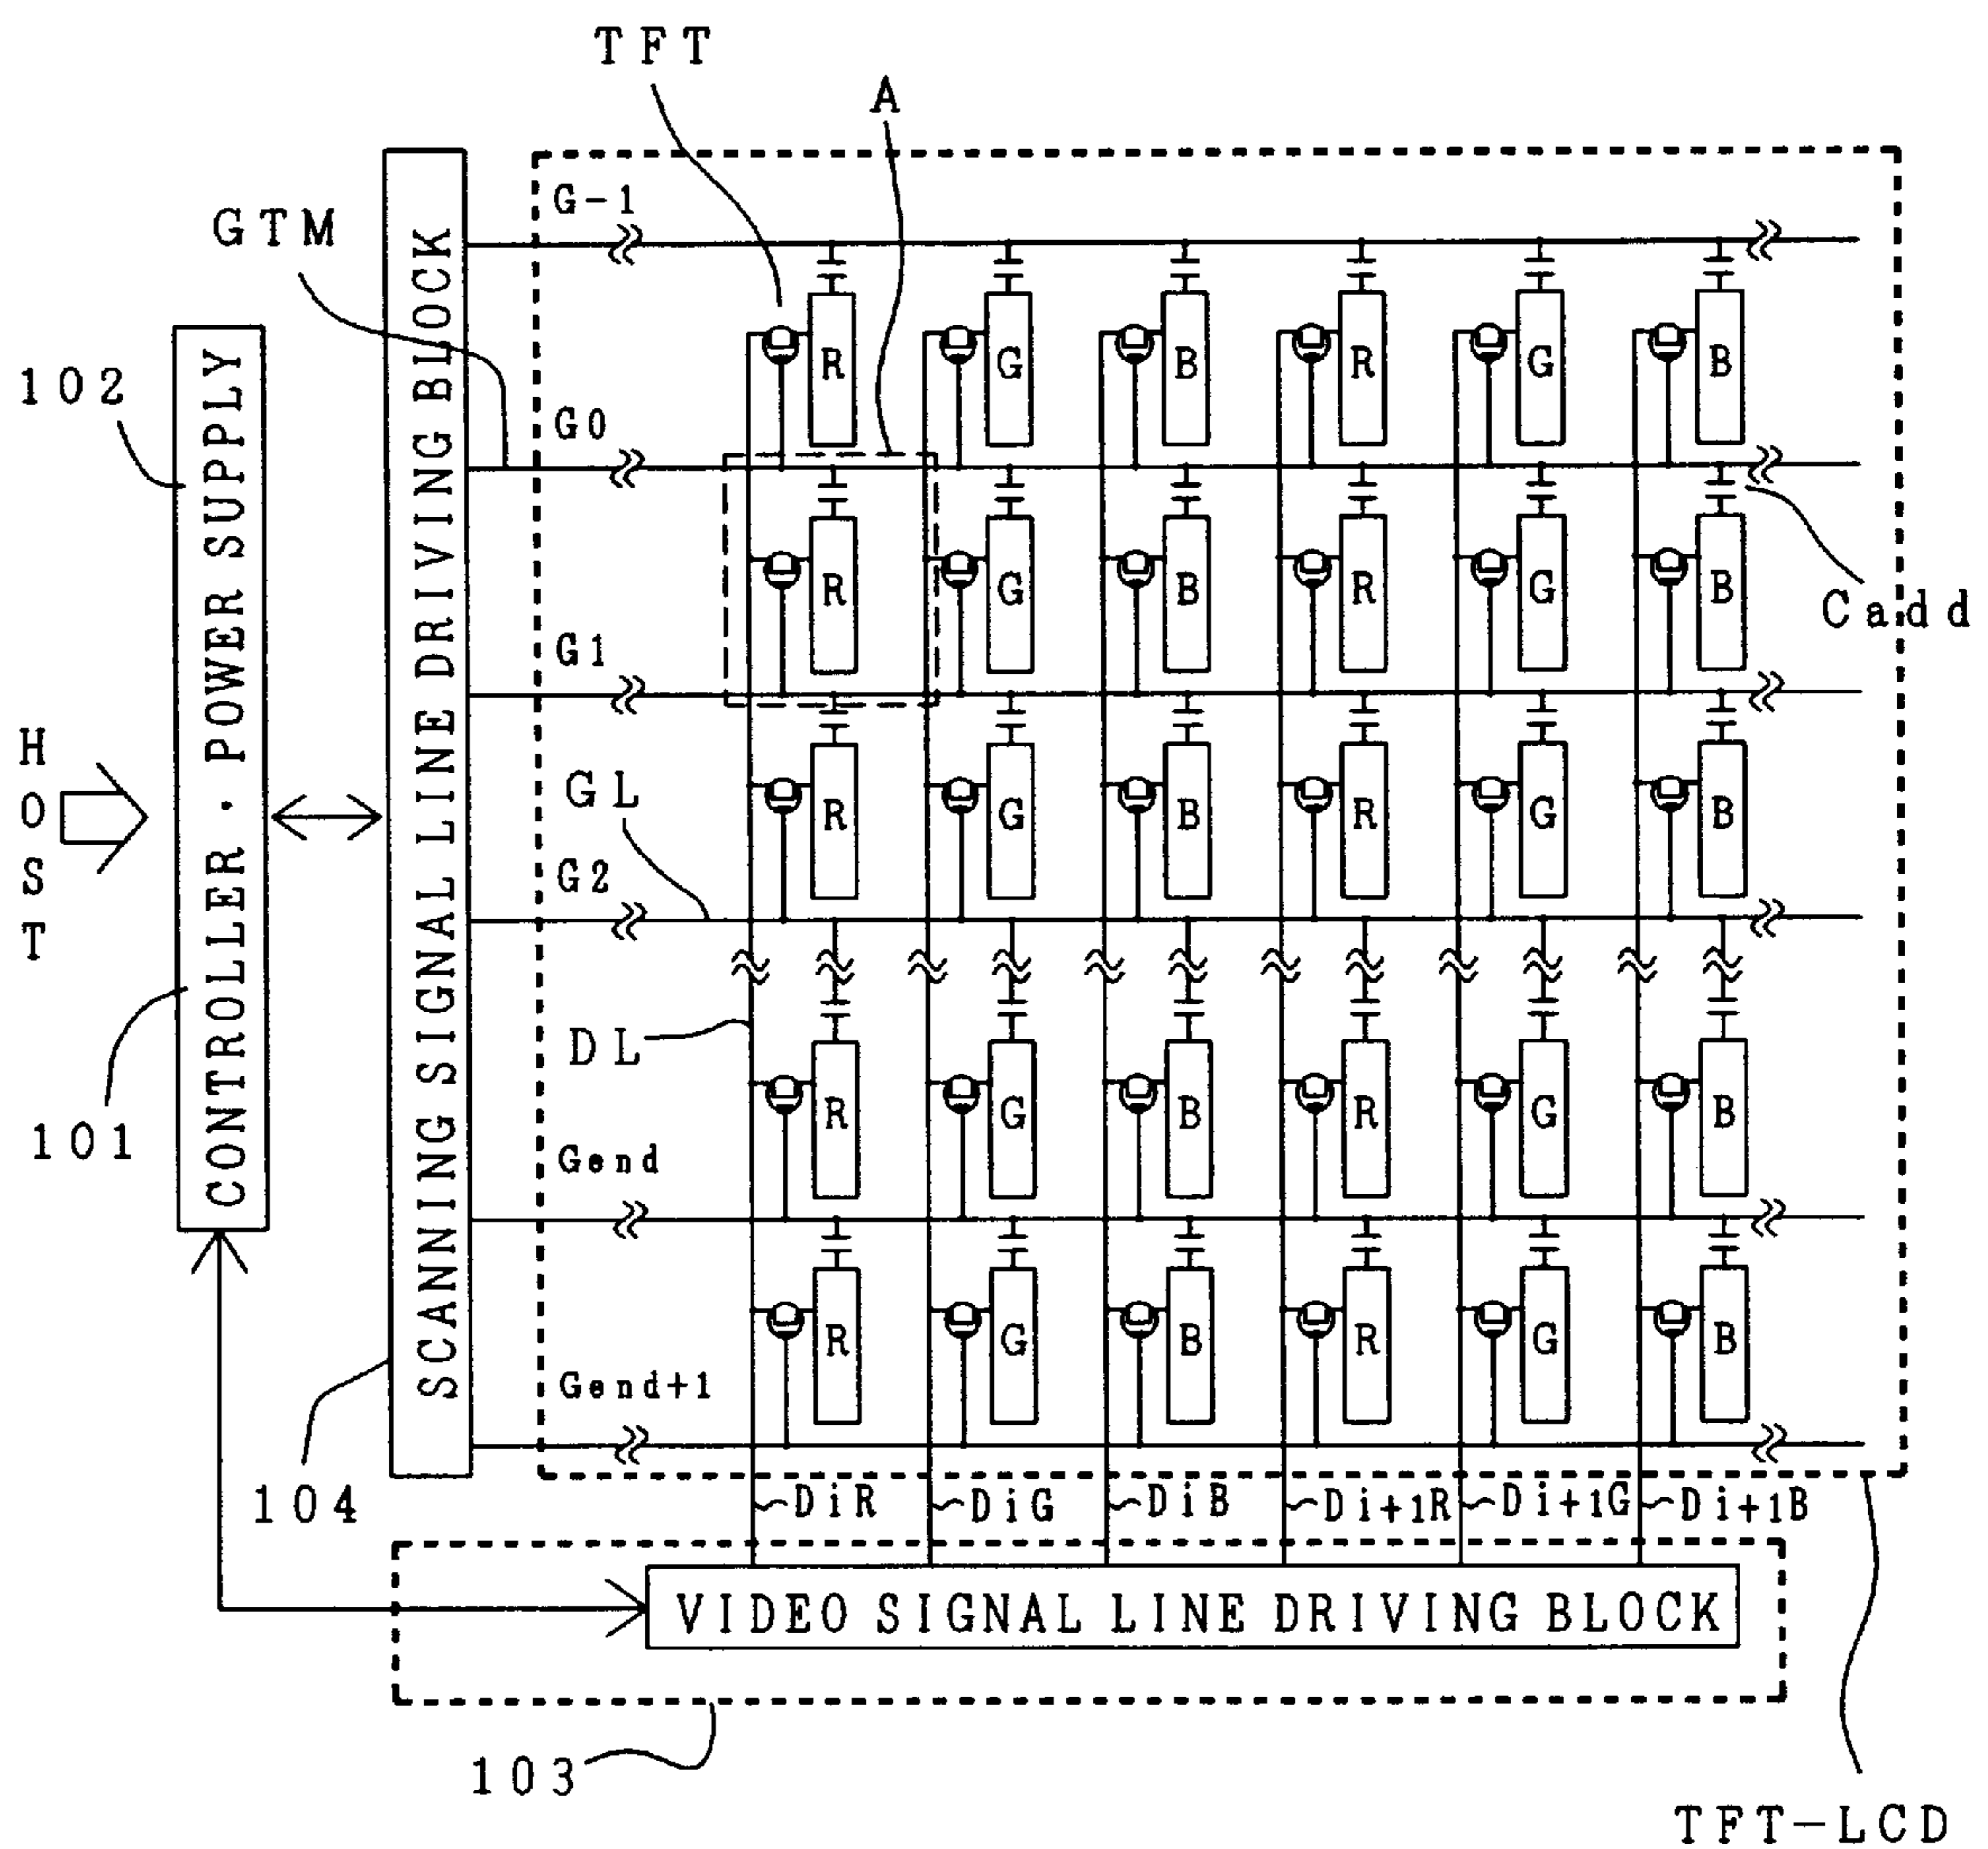 TFT
A
GTM
G-1
R G B R G B
102
G0
Cadd
R G B R G B
G1
HOST
CONTROLLER · POWER SUPPLY
SCANNING SIGNAL LINE DRIVING BLOCK
GL
R G B R G B
G2
DL
101
R G B R G B
Gend
R G B R G B
Gend+1
104
DiR DiG DiB Di+1R Di+1G Di+1B
VIDEO SIGNAL LINE DRIVING BLOCK
103
TFT-LCD